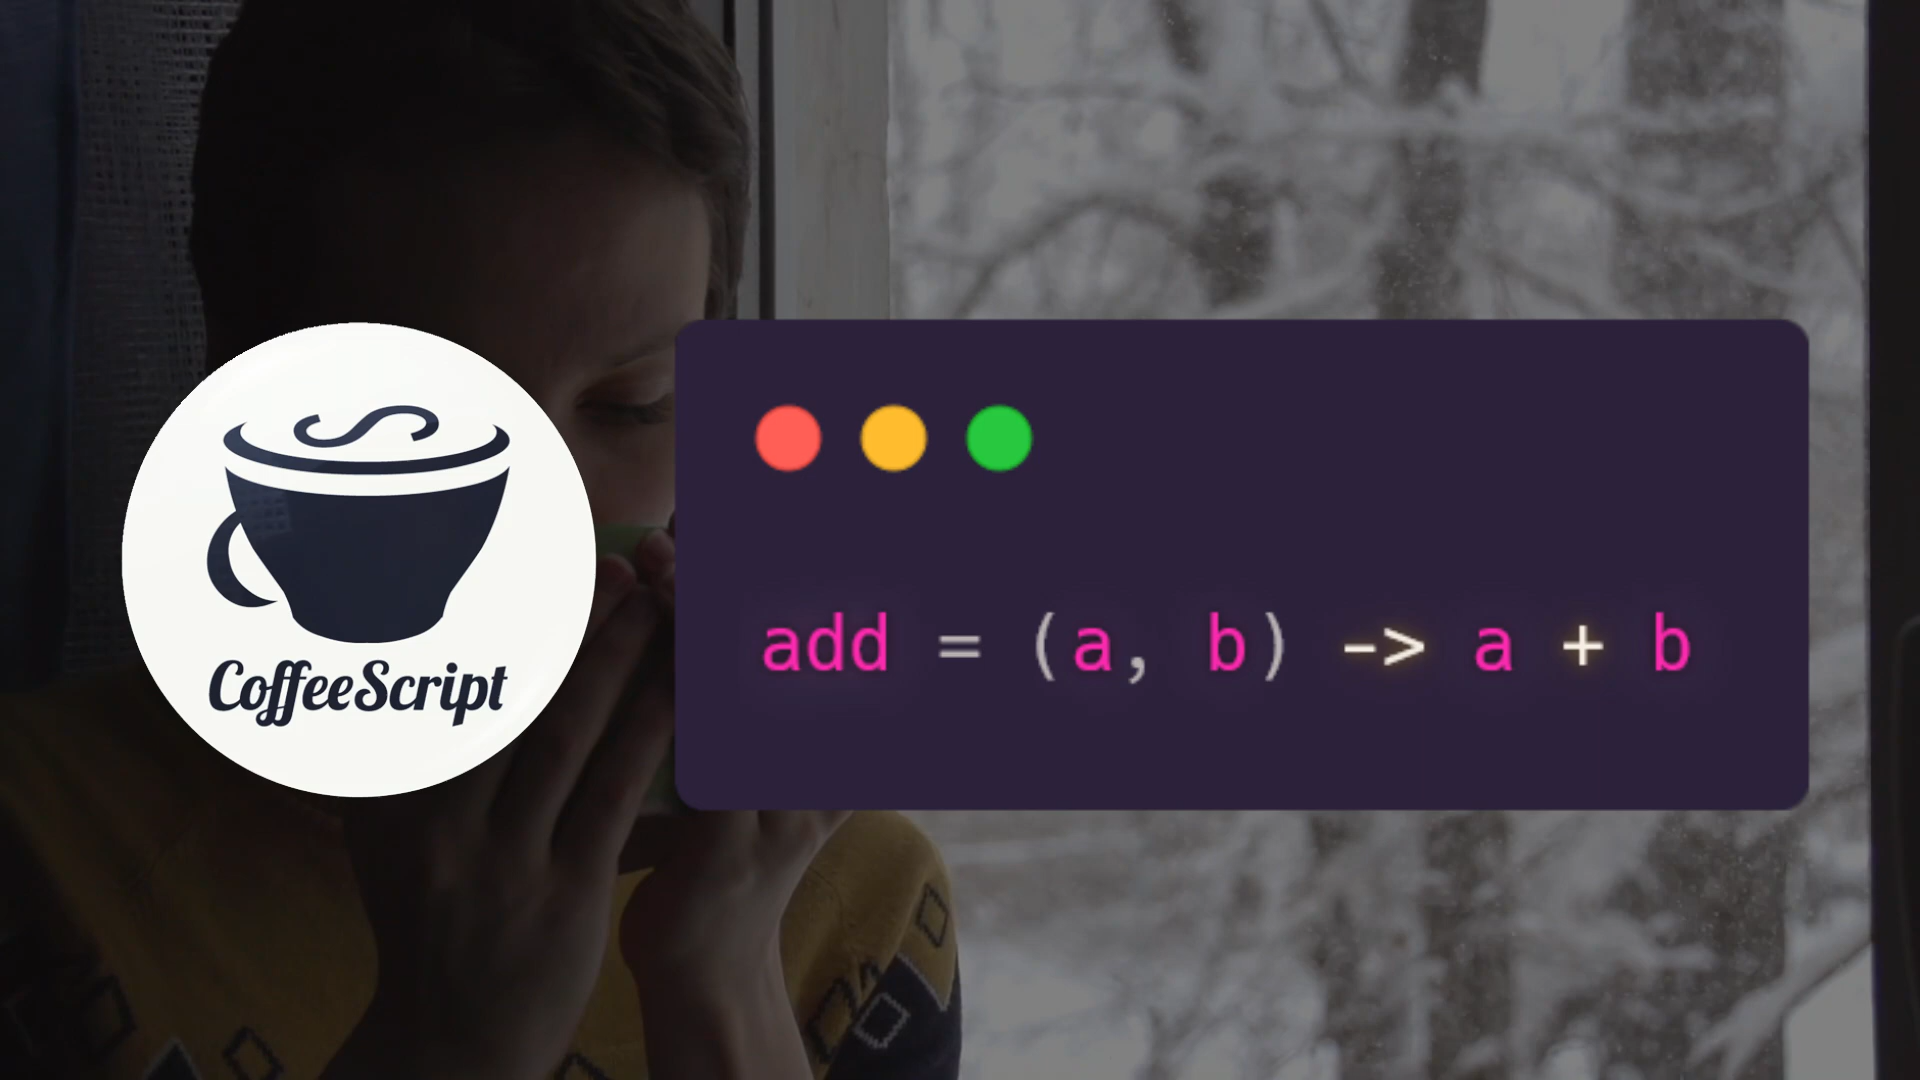 CoffeeScript
add = (a, b) -> a + b